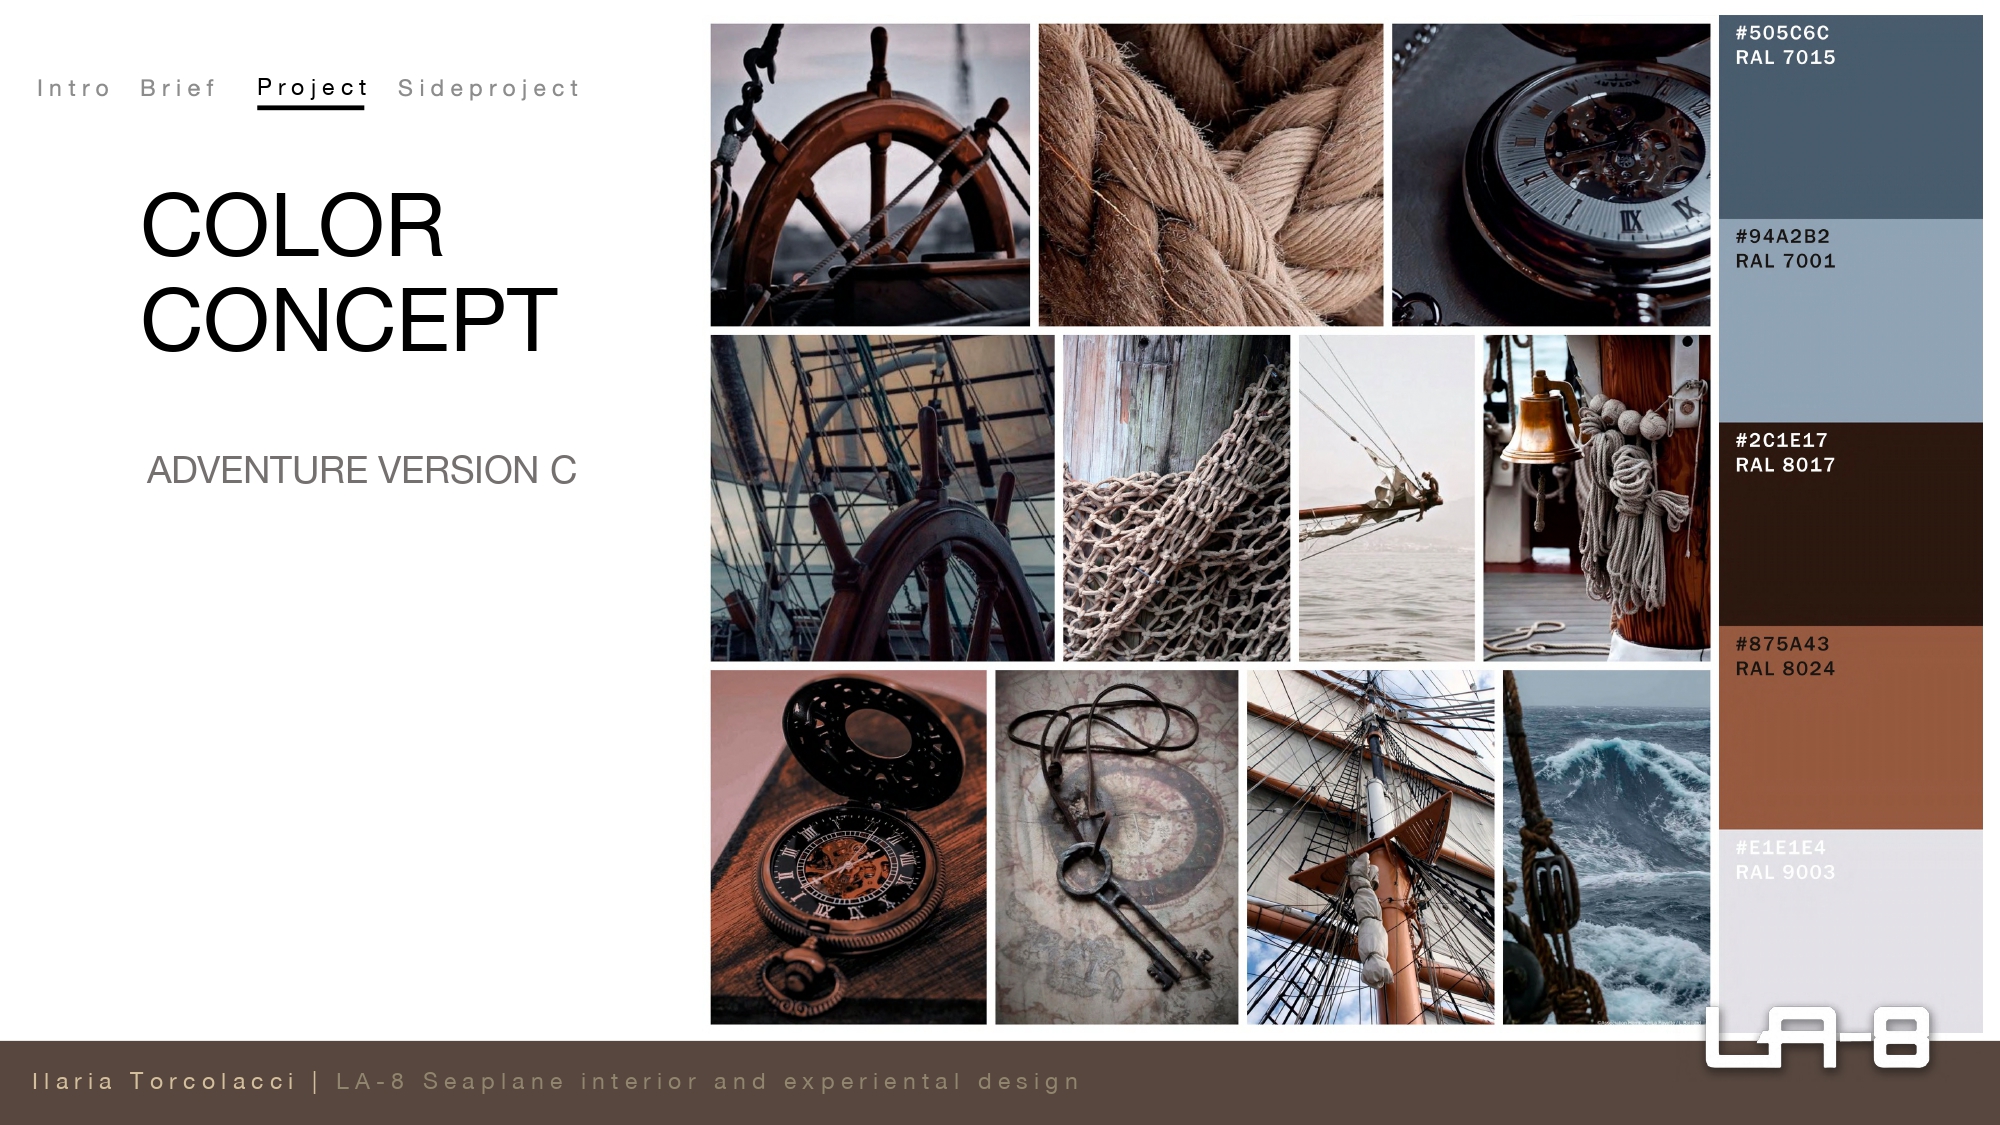 Intro Brief Project Sideproject
COLOR
CONCEPT
ADVENTURE VERSION C
#505C6C
RAL 7015
#94A2B2
RAL 7001
#2C1E17
RAL 8017
#875A43
RAL 8024
#E1E1E4
RAL 9003
LA-8
Ilaria Torcolacci | LA-8 Seaplane interior and experiental design